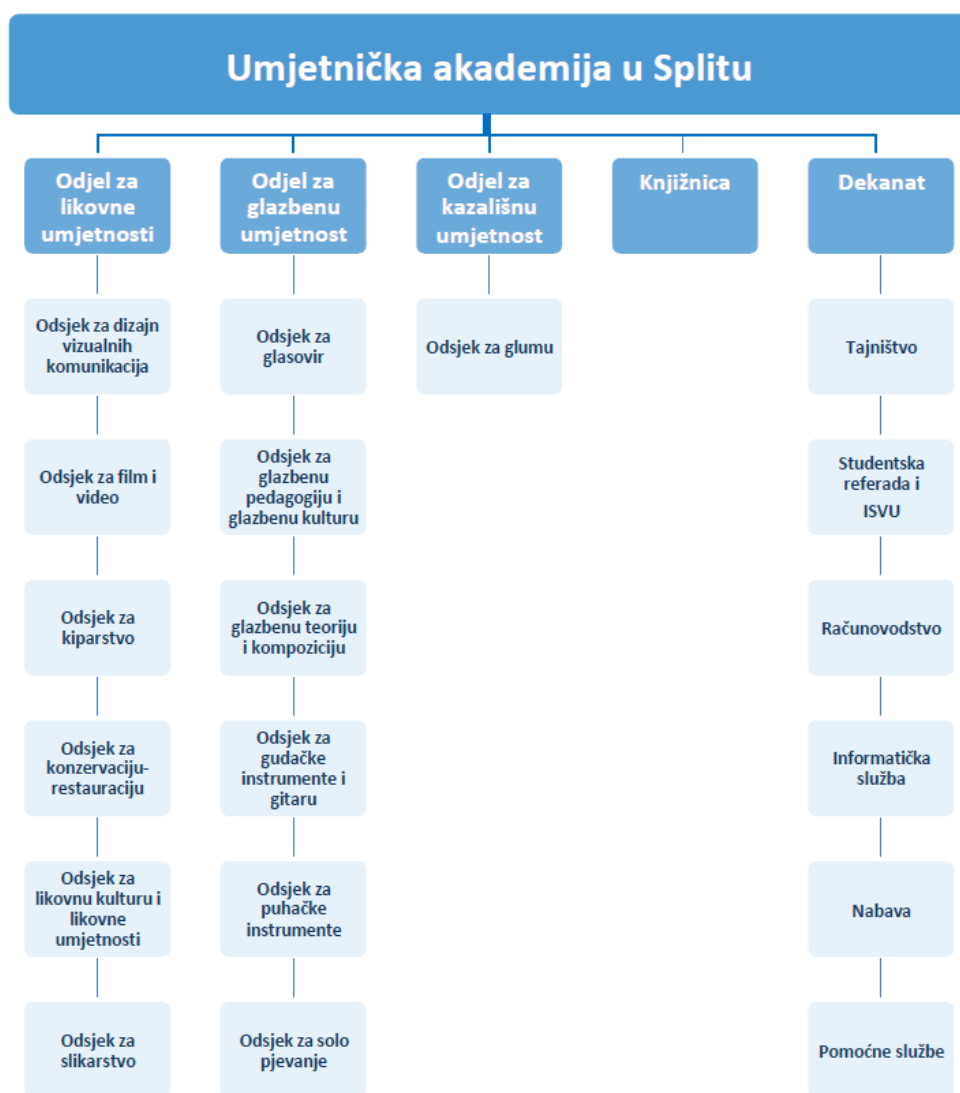 Umjetnička akademija u Splitu
Odjel za
likovne
umjetnosti
Odjel za
glazbenu
umjetnost
Odjel za
kazališnu
umjetnost
Knjižnica
Dekanat
Odsjek za dizajn
vizualnih
komunikacija
Odsjek za
glasovir
Odsjek za glumu
Tajništvo
Odsjek za film i
video
Odsjek za
glazbenu
pedagogiju i
glazbenu kulturu
Studentska
referada i
ISVU
Odsjek za
kiparstvo
Odsjek za
glazbenu teoriju
i kompoziciju
Računovodstvo
Odsjek za
konzervaciju-
restauraciju
Odsjek za
gudačke
instrumente i
gitaru
Informatička
služba
Odsjek za
likovnu kulturu i
likovne
umjetnosti
Odsjek za
puhačke
instrumente
Nabava
Odsjek za
slikarstvo
Odsjek za solo
pjevanje
Pomoćne službe